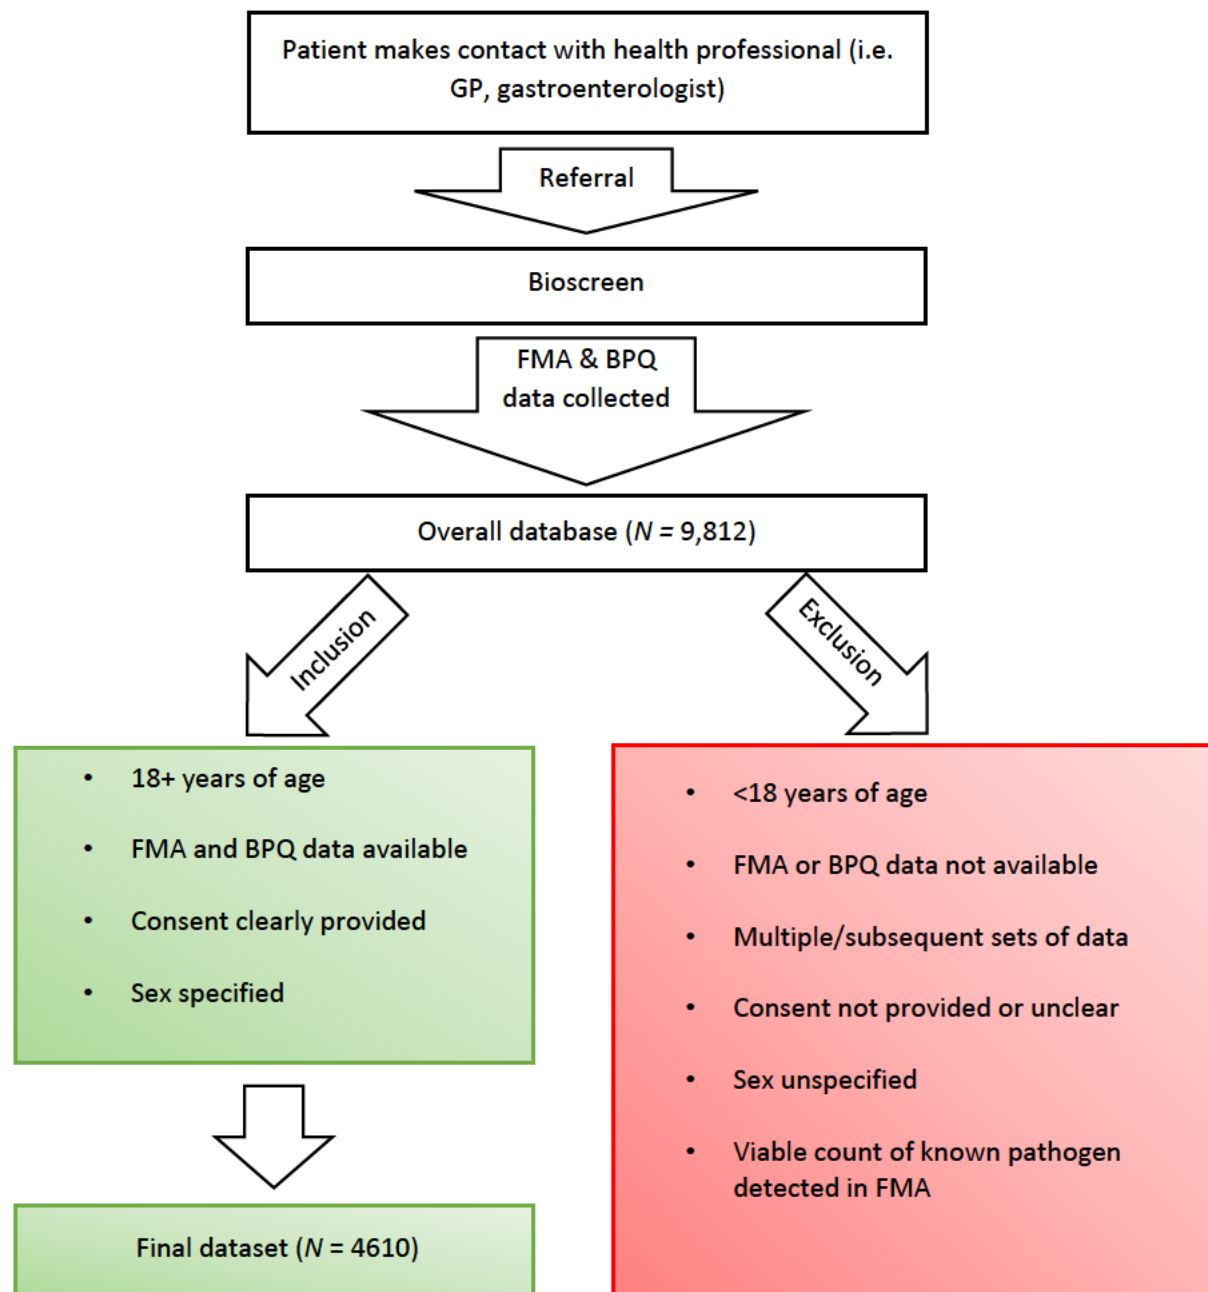 Patient makes contact with health professional (i.e.
GP, gastroenterologist)
Referral
Bioscreen
FMA & BPQ
data collected
Overall database (N = 9,812)
Inclusion
Exclusion
• 18+ years of age
• FMA and BPQ data available
• Consent clearly provided
• Sex specified
• <18 years of age
• FMA or BPQ data not available
• Multiple/subsequent sets of data
• Consent not provided or unclear
• Sex unspecified
• Viable count of known pathogen
detected in FMA
Final dataset (N = 4610)